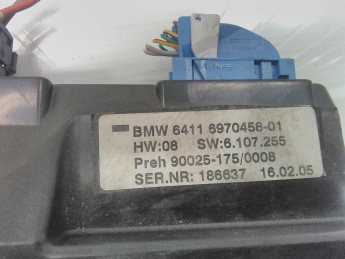 BMW 6411 6970458-01
HW:08 SW:6.107.255
Preh 90025-175/0008
SER.NR: 186637 16.02.05